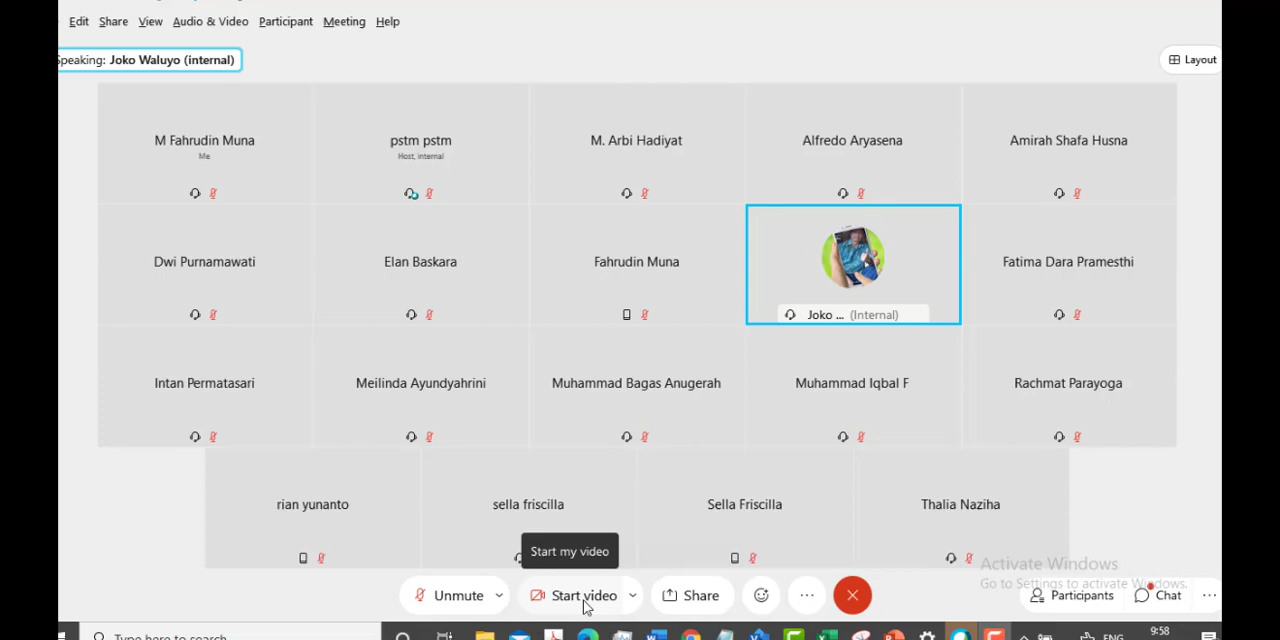 Edit Share View Audio & Video Participant Meeting Help
Speaking: Joko Waluyo (internal)
Layout
M Fahrudin Muna
Me
pstm pstm
Host, internal
M. Arbi Hadiyat
Alfredo Aryasena
Amirah Shafa Husna
Dwi Purnamawati
Elan Baskara
Fahrudin Muna
Joko ... (Internal)
Fatima Dara Pramesthi
Intan Permatasari
Meilinda Ayundyahrini
Muhammad Bagas Anugerah
Muhammad Iqbal F
Rachmat Parayoga
rian yunanto
sella friscilla
Sella Friscilla
Thalia Naziha
Start my video
Activate Windows
Go to Settings to activate Windows.
Unmute
Start video
Share
Participants
Chat
Type here to search
ENG
9:58